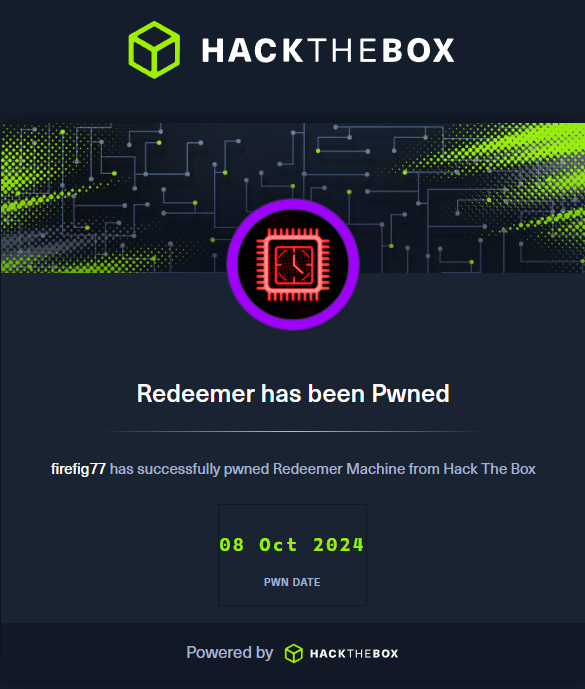 HACKTHEBOX
Redeemer has been Pwned
firefig77 has successfully pwned Redeemer Machine from Hack The Box
08 Oct 2024
PWN DATE
Powered by HACKTHEBOX